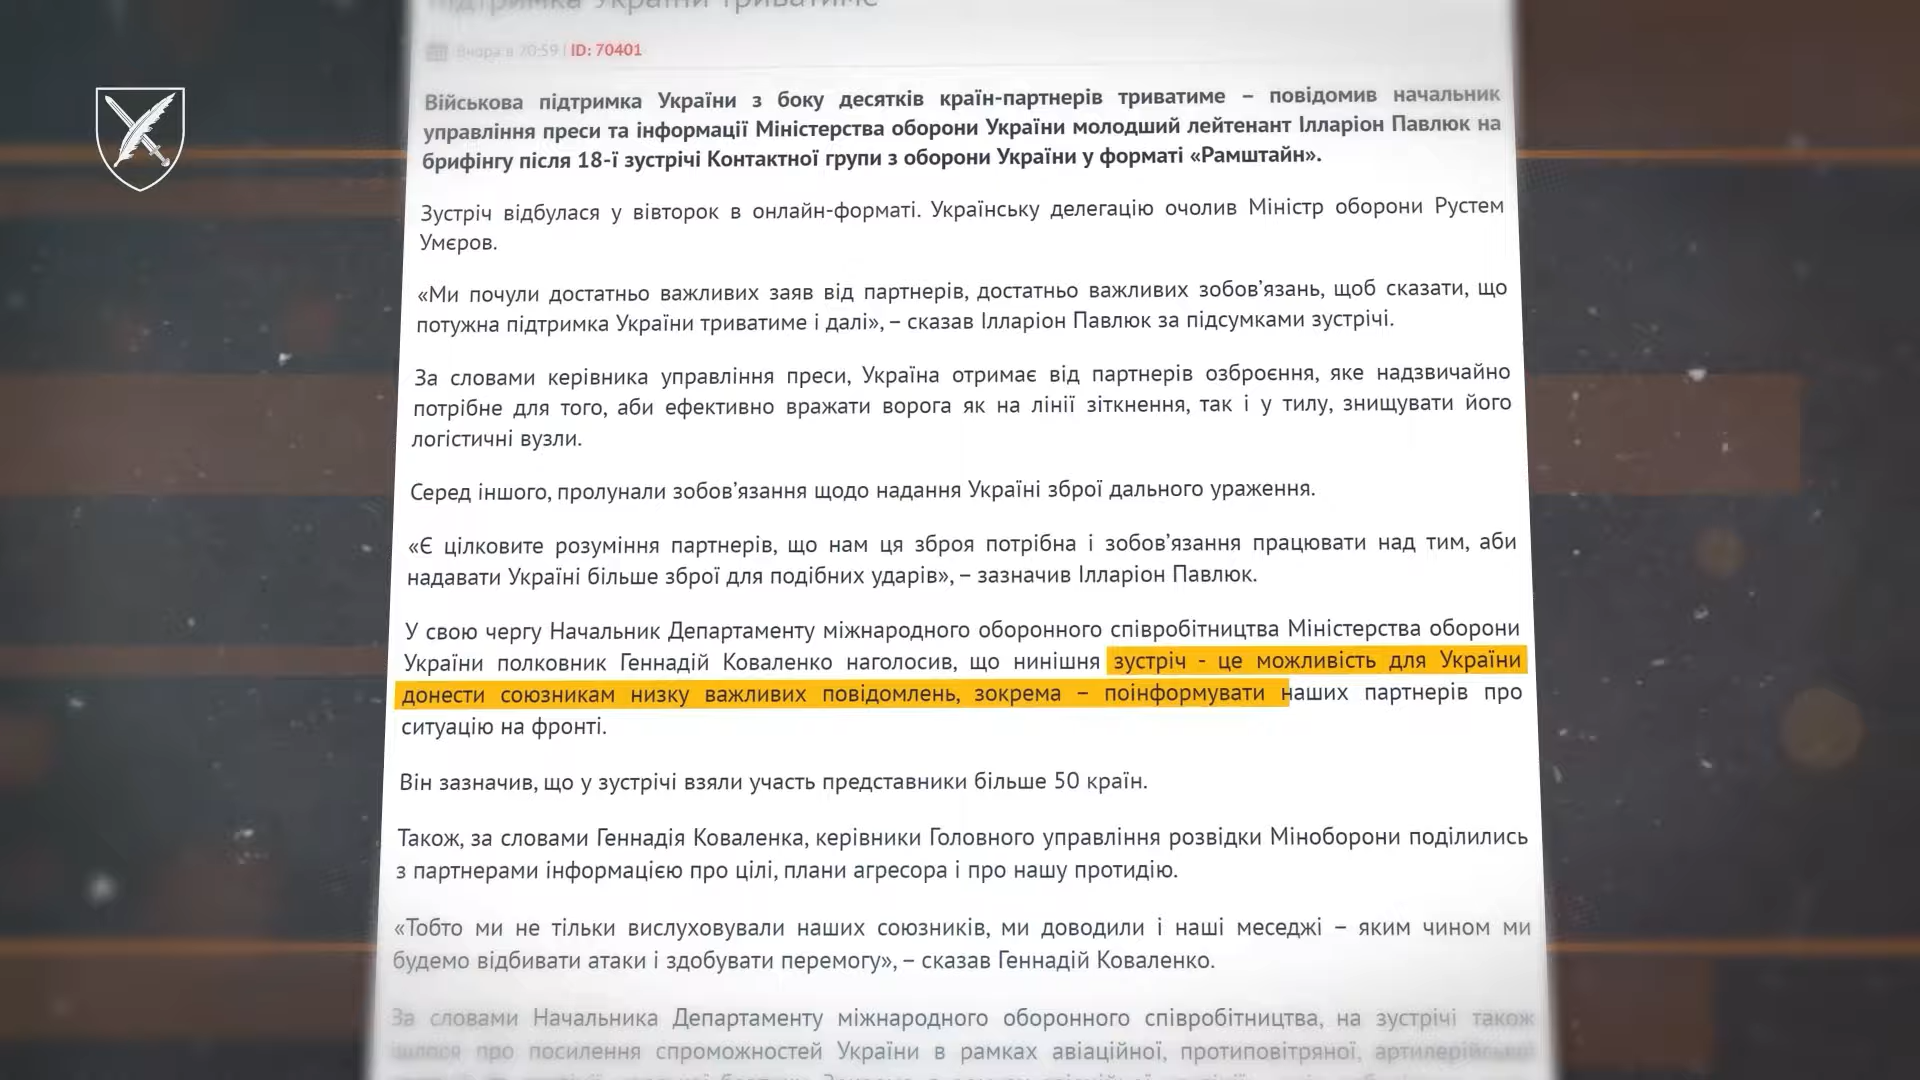 підтримка України триватиме
Вчора в 20:59 | ID: 70401
Військова підтримка України з боку десятків країн-партнерів триватиме – повідомив начальник
управління преси та інформації Міністерства оборони України молодший лейтенант Ілларіон Павлюк на
брифінгу після 18-ї зустрічі Контактної групи з оборони України у форматі «Рамштайн».
Зустріч відбулася у вівторок в онлайн-форматі. Українську делегацію очолив Міністр оборони Рустем
Умєров.
«Ми почули достатньо важливих заяв від партнерів, достатньо важливих зобов’язань, щоб сказати, що
потужна підтримка України триватиме і далі», – сказав Ілларіон Павлюк за підсумками зустрічі.
За словами керівника управління преси, Україна отримає від партнерів озброєння, яке надзвичайно
потрібне для того, аби ефективно вражати ворога як на лінії зіткнення, так і у тилу, знищувати його
логістичні вузли.
Серед іншого, пролунали зобов’язання щодо надання Україні зброї дального ураження.
«Є цілковите розуміння партнерів, що нам ця зброя потрібна і зобов’язання працювати над тим, аби
надавати Україні більше зброї для подібних ударів», – зазначив Ілларіон Павлюк.
У свою чергу Начальник Департаменту міжнародного оборонного співробітництва Міністерства оборони
України полковник Геннадій Коваленко наголосив, що нинішня зустріч - це можливість для України
донести союзникам низку важливих повідомлень, зокрема – поінформувати наших партнерів про
ситуацію на фронті.
Він зазначив, що у зустрічі взяли участь представники більше 50 країн.
Також, за словами Геннадія Коваленка, керівники Головного управління розвідки Міноборони поділились
з партнерами інформацією про цілі, плани агресора і про нашу протидію.
«Тобто ми не тільки вислуховували наших союзників, ми доводили і наші меседжі – яким чином ми
будемо відбивати атаки і здобувати перемогу», – сказав Геннадій Коваленко.
За словами Начальника Департаменту міжнародного оборонного співробітництва, на зустрічі також
йшлося про посилення спроможностей України в рамках авіаційної, протиповітряної, артилерійської